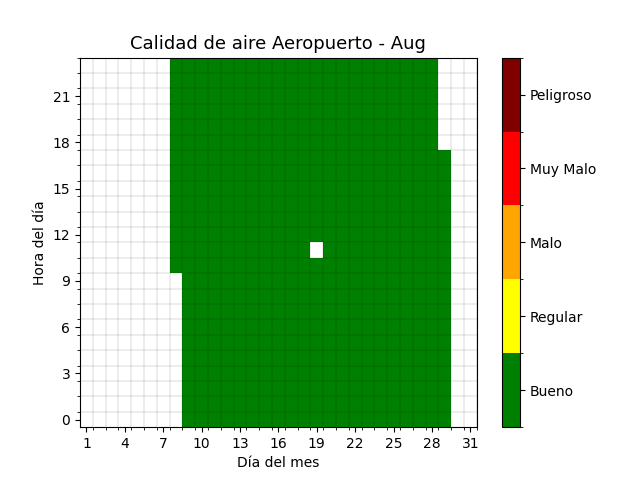 Calidad de aire Aeropuerto - Aug
Hora del día
21
18
15
12
9
6
3
0
1 4 7 10 13 16 19 22 25 28 31
Día del mes
Peligroso
Muy Malo
Malo
Regular
Bueno